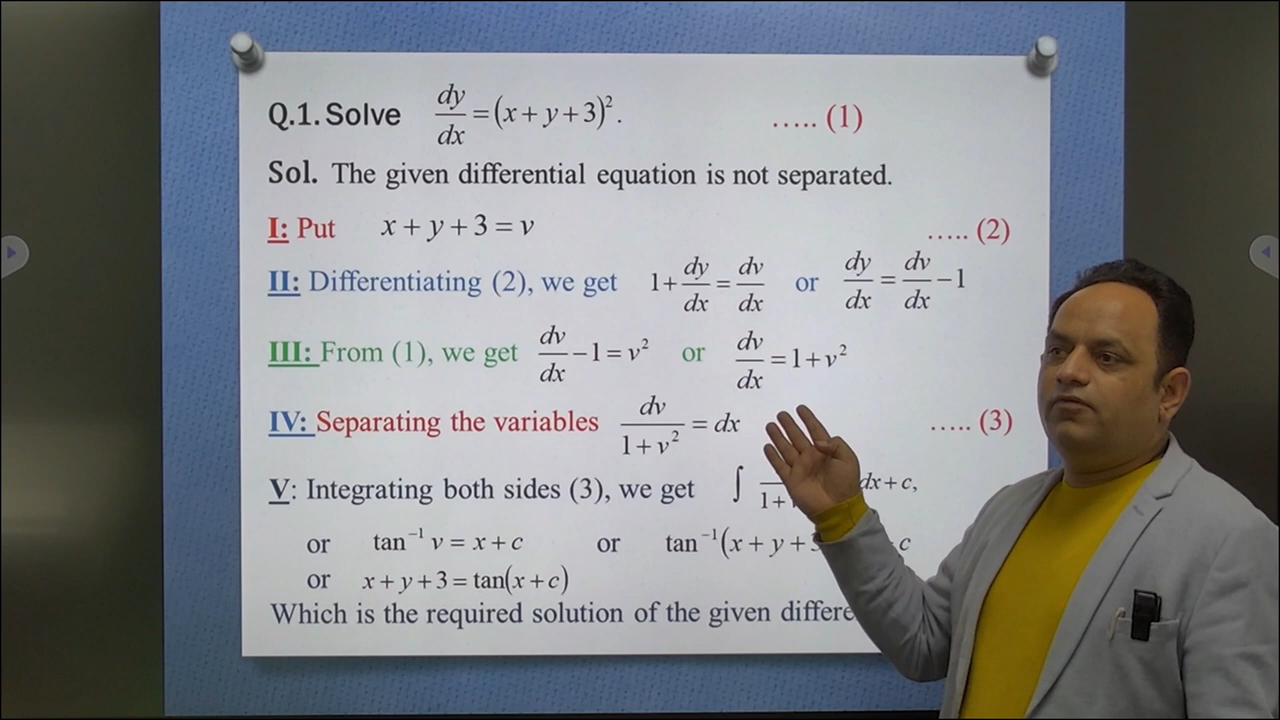 Q.1. Solve dy/dx = (x + y + 3)². ..... (1)
Sol. The given differential equation is not separated.
I: Put x + y + 3 = v ..... (2)
II: Differentiating (2), we get 1 + dy/dx = dv/dx or dy/dx = dv/dx − 1
III: From (1), we get dv/dx − 1 = v² or dv/dx = 1 + v²
IV: Separating the variables dv/(1 + v²) = dx ..... (3)
V: Integrating both sides (3), we get ∫ 1+ dx + c,
or tan⁻¹ v = x + c or tan⁻¹(x + y + c
or x + y + 3 = tan(x + c)
Which is the required solution of the given